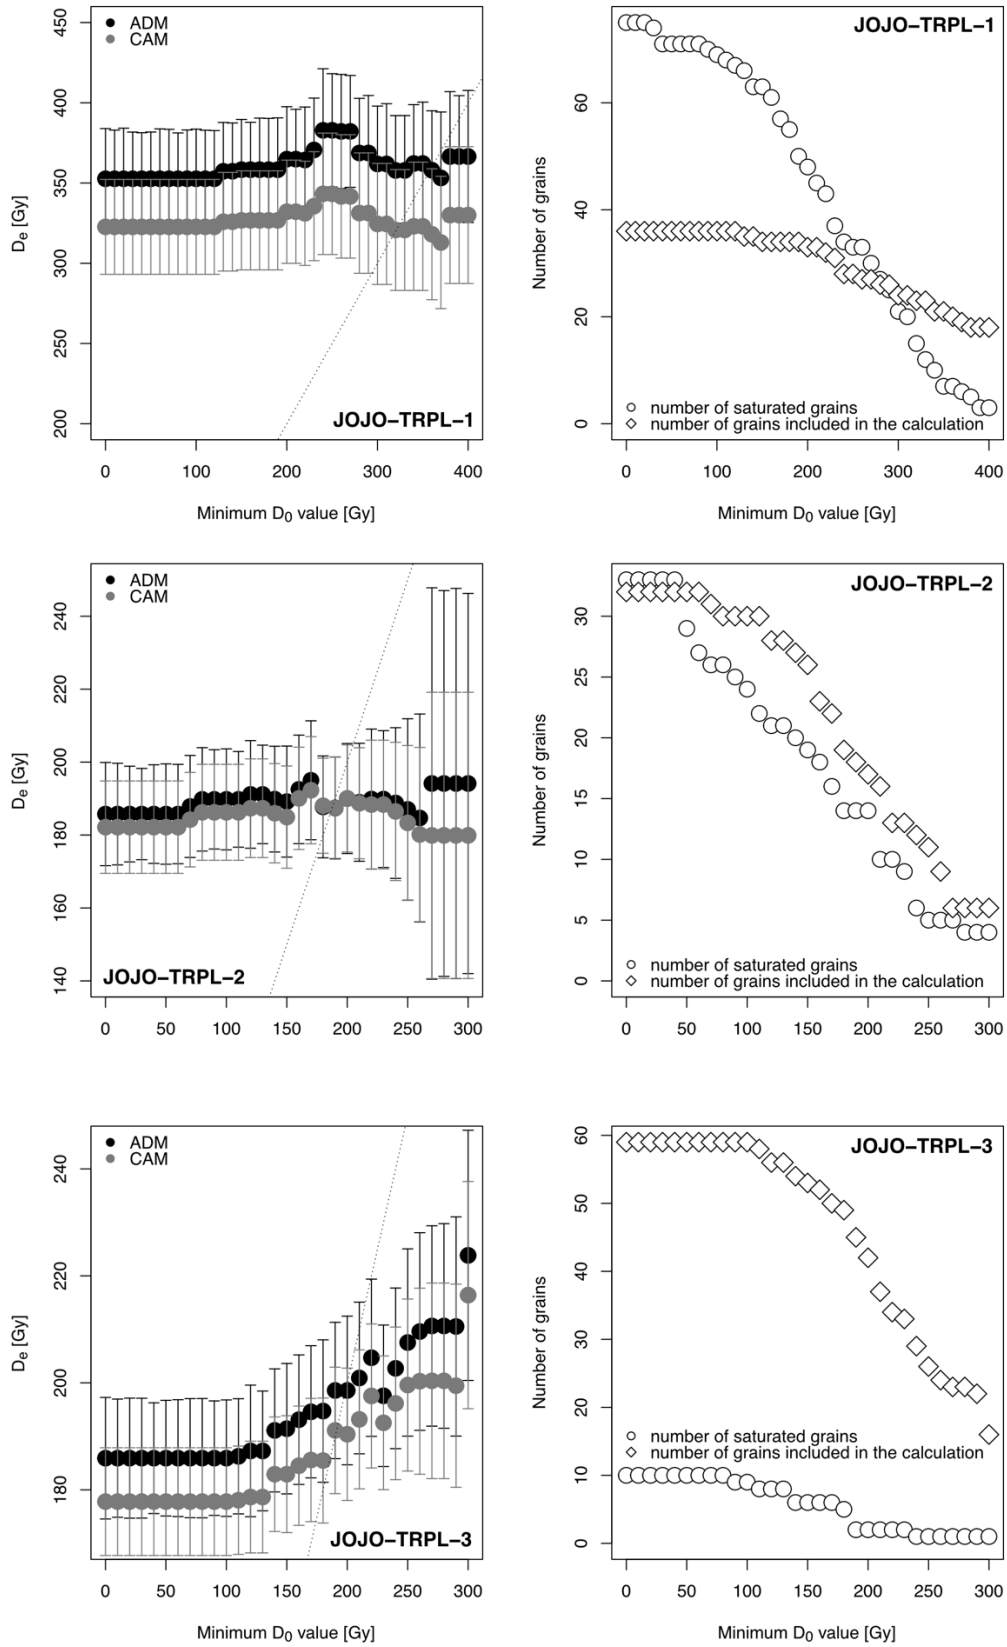 ADM
CAM
450
400
350
300
250
200
Dₑ [Gy]
JOJO−TRPL−1
0 100 200 300 400
Minimum D₀ value [Gy]
JOJO−TRPL−1
60
40
20
0
Number of grains
number of saturated grains
number of grains included in the calculation
0 100 200 300 400
Minimum D₀ value [Gy]
ADM
CAM
240
220
200
180
160
140
Dₑ [Gy]
JOJO−TRPL−2
0 50 100 150 200 250 300
JOJO−TRPL−2
30
25
20
15
10
5
0
Number of grains
number of saturated grains
number of grains included in the calculation
0 50 100 150 200 250 300
ADM
CAM
240
220
200
180
Dₑ [Gy]
JOJO−TRPL−3
0 50 100 150 200 250 300
Minimum D₀ value [Gy]
JOJO−TRPL−3
60
50
40
30
20
10
0
Number of grains
number of saturated grains
number of grains included in the calculation
0 50 100 150 200 250 300
Minimum D₀ value [Gy]